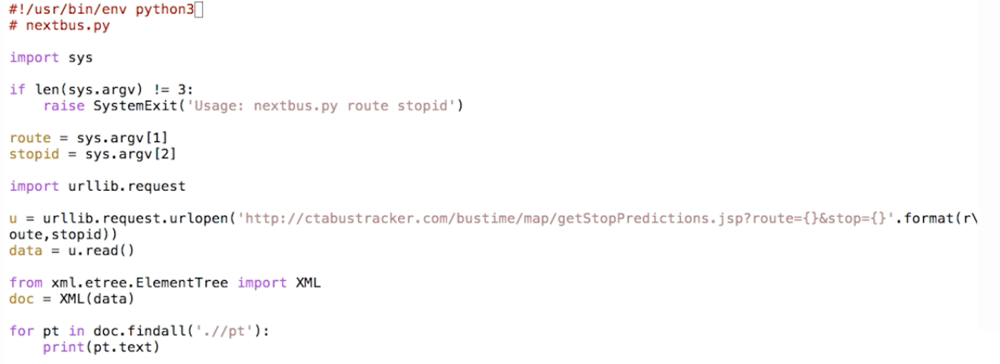 #!/usr/bin/env python3
# nextbus.py
import sys
if len(sys.argv) != 3:
    raise SystemExit('Usage: nextbus.py route stopid')
route = sys.argv[1]
stopid = sys.argv[2]
import urllib.request
u = urllib.request.urlopen('http://ctabustracker.com/bustime/map/getStopPredictions.jsp?route={}&stop={}'.format(r\
oute,stopid))
data = u.read()
from xml.etree.ElementTree import XML
doc = XML(data)
for pt in doc.findall('.//pt'):
    print(pt.text)